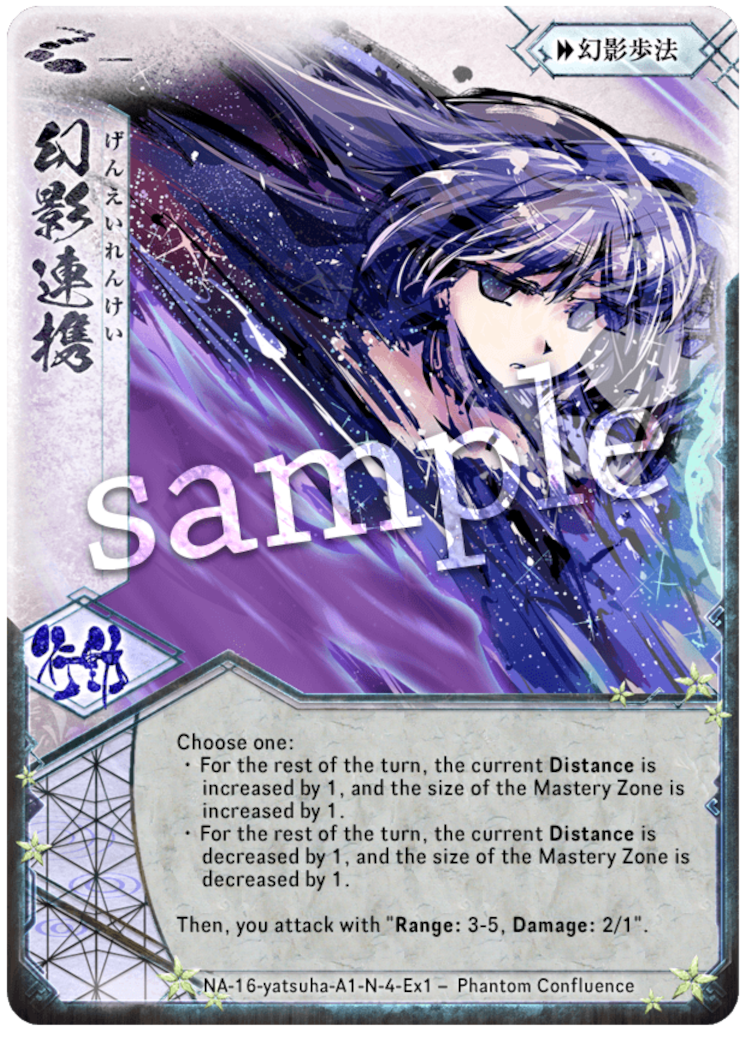 幻影歩法
幻影連携
げんえいれんけい
sample
行動
Choose one:
・For the rest of the turn, the current Distance is
increased by 1, and the size of the Mastery Zone is
increased by 1.
・For the rest of the turn, the current Distance is
decreased by 1, and the size of the Mastery Zone is
decreased by 1.
Then, you attack with "Range: 3-5, Damage: 2/1".
NA-16-yatsuha-A1-N-4-Ex1 – Phantom Confluence